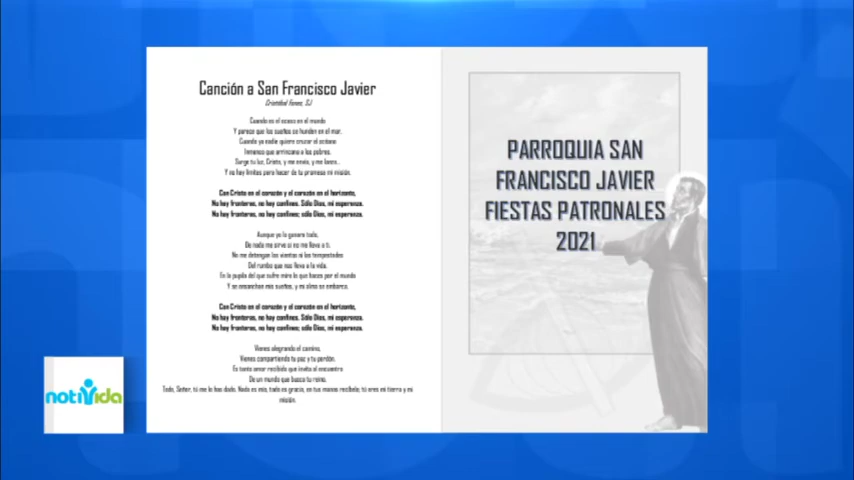 Canción a San Francisco Javier
Cristóbal Fones, SJ
Cuando es el ocaso en el mundo
Y parece que los sueños se hunden en el mar.
Cuando ya nadie quiere cruzar el océano
Inmenso que arrincona a los pobres.
Surge tu luz, Cristo, y me envía, y me lanza...
Y no hay límites para hacer de tu promesa mi misión.
Con Cristo en el corazón y el corazón en el horizonte,
No hay fronteras, no hay confines. Sólo Dios, mi esperanza.
No hay fronteras, no hay confines; sólo Dios, mi esperanza.
Aunque yo lo ganara todo,
De nada me sirve si no me lleva a ti.
No me detengan los vientos ni las tempestades
Del rumbo que nos lleva a la vida.
En la pupila del que sufre miro lo que haces por el mundo
Y se ensanchan mis sueños, y mi alma se embarca.
Con Cristo en el corazón y el corazón en el horizonte,
No hay fronteras, no hay confines. Sólo Dios, mi esperanza.
No hay fronteras, no hay confines; sólo Dios, mi esperanza.
Vienes alegrando el camino,
Vienes compartiendo tu paz y tu perdón.
Es tanto amor recibido que invita al encuentro
De un mundo que busca tu reino.
Todo, Señor, tú me lo has dado. Nada es mío, todo es gracia, en tus manos recíbelo; tú eres mi tierra y mi
misión.
PARROQUIA SAN
FRANCISCO JAVIER
FIESTAS PATRONALES
2021
notiVida